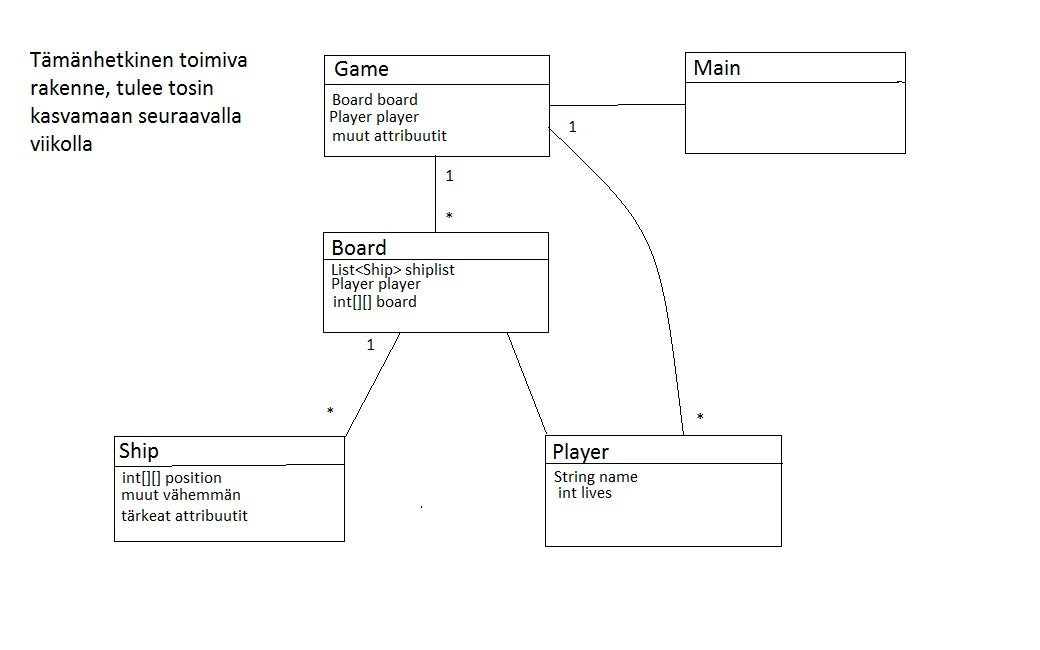 Tämänhetkinen toimiva
rakenne, tulee tosin
kasvamaan seuraavalla
viikolla
Game
Board board
Player player
muut attribuutit
Main
1
1
*
Board
List<Ship> shiplist
Player player
int[][] board
1
*
*
Ship
int[][] position
muut vähemmän
tärkeat attribuutit
Player
String name
int lives